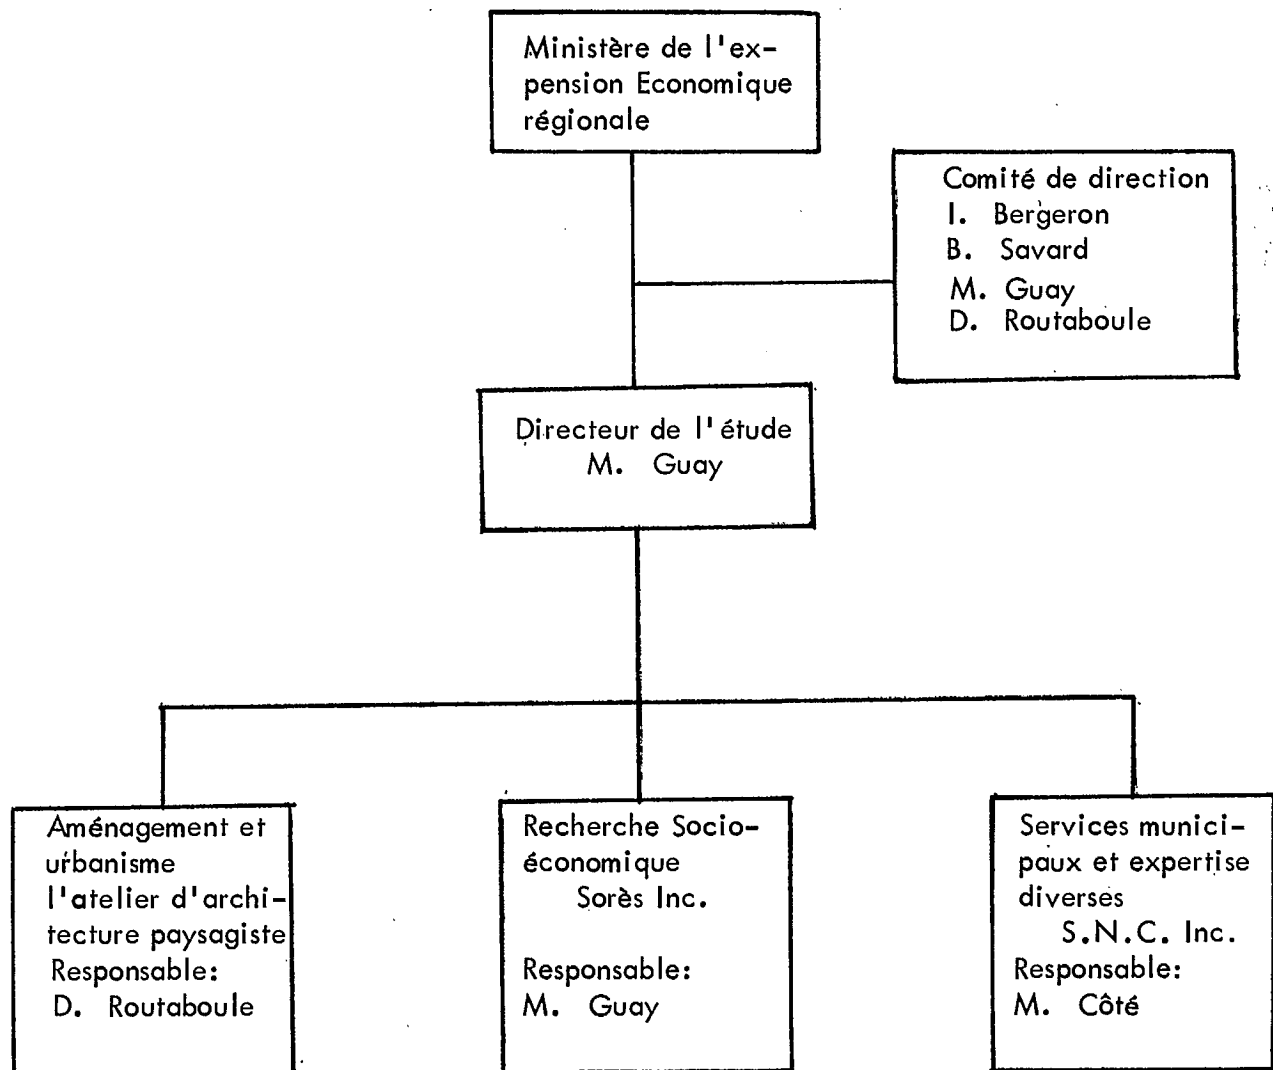 Ministère de l'ex-
pension Economique
régionale
Comité de direction
I. Bergeron
B. Savard
M. Guay
D. Routaboule
Directeur de l'étude
M. Guay
Aménagement et
urbanisme
l'atelier d'archi-
tecture paysagiste
Responsable:
D. Routaboule
Recherche Socio-
économique
Sorès Inc.
Responsable:
M. Guay
Services munici-
paux et expertise
diverses
S.N.C. Inc.
Responsable:
M. Côté